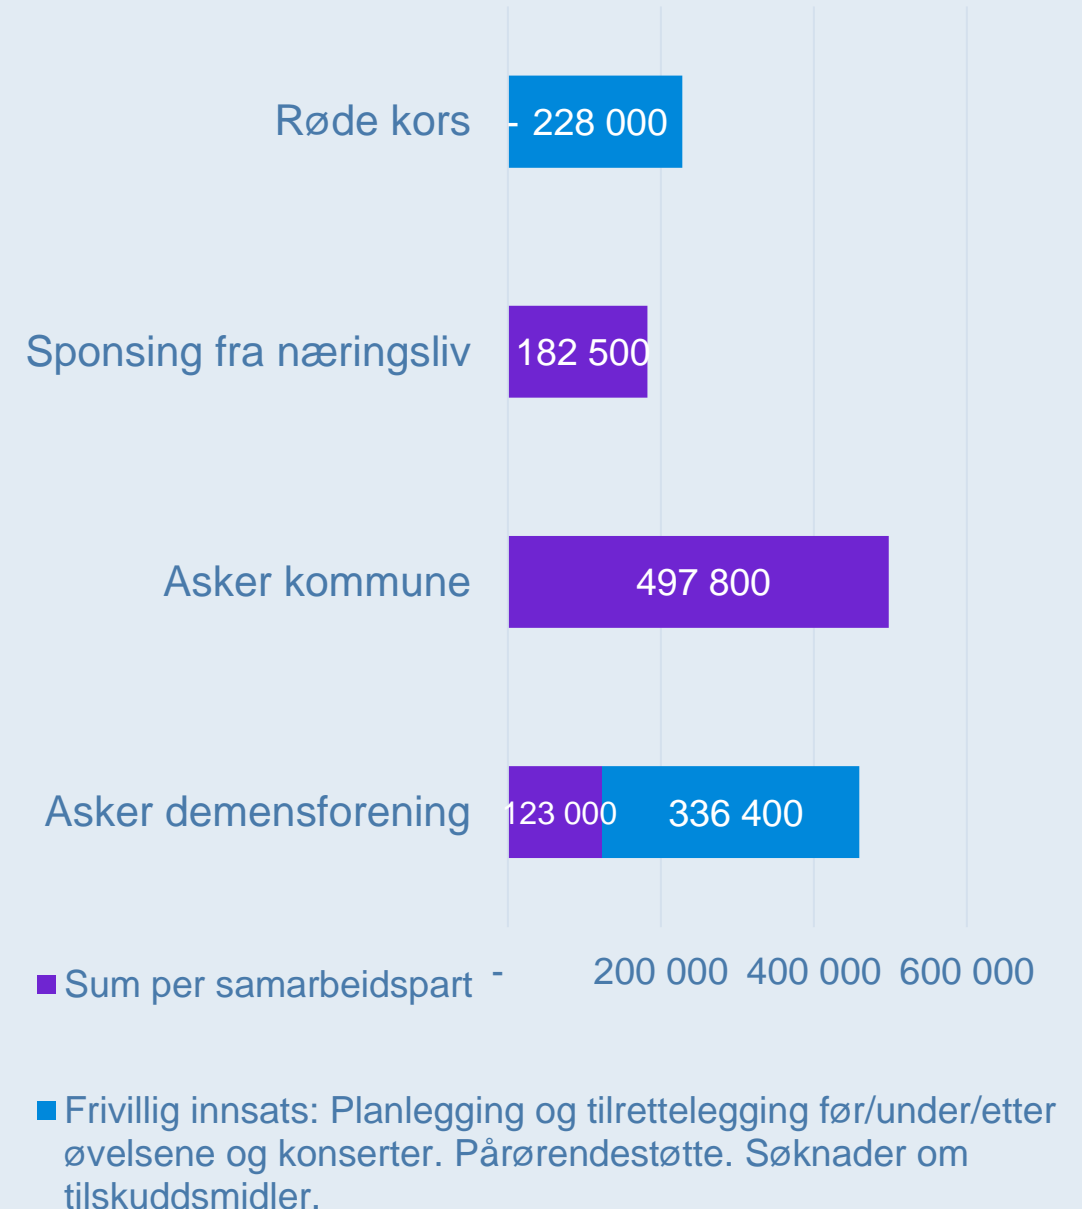 Røde kors - 228 000
Sponsing fra næringsliv 182 500
Asker kommune 497 800
Asker demensforening 123 000 336 400
- 200 000 400 000 600 000
Sum per samarbeidspart
Frivillig innsats: Planlegging og tilrettelegging før/under/etter
øvelsene og konserter. Pårørendestøtte. Søknader om
tilskuddsmidler.